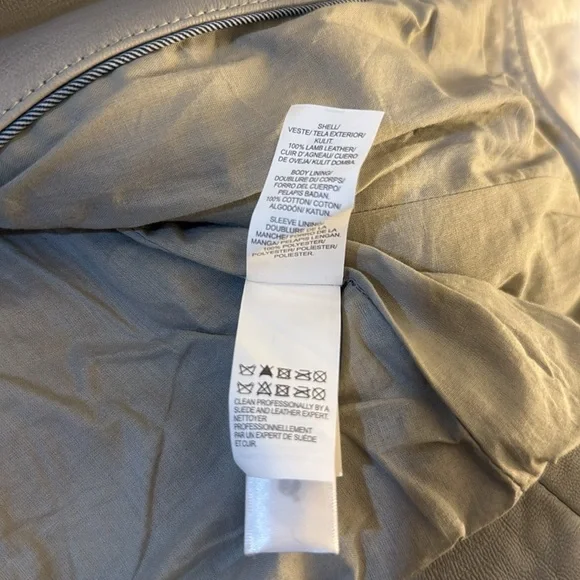 SHELL/
VESTE/ TELA EXTERIOR/
KULIT.
100% LAMB LEATHER/
CUIR D'AGNEAU/ CUERO
DE OVEJA/ KULIT DOMBA.
BODY LINING/
DOUBLURE DU CORPS/
FORRO DEL CUERPO/
PELAPIS BADAN.
100% COTTON/ COTON/
ALGODÓN/ KATUN.
SLEEVE LINING/
DOUBLURE DE LA
MANCHE/ FORRO DE LA
MANGA/ PELAPIS LENGAN.
100% POLYESTER/
POLYESTER/ POLIÉSTER/
POLIESTER.
CLEAN PROFESSIONALLY BY A
SUEDE AND LEATHER EXPERT.
NETTOYER
PROFESSIONNELLEMENT
PAR UN EXPERT DE SUÈDE
ET CUIR.